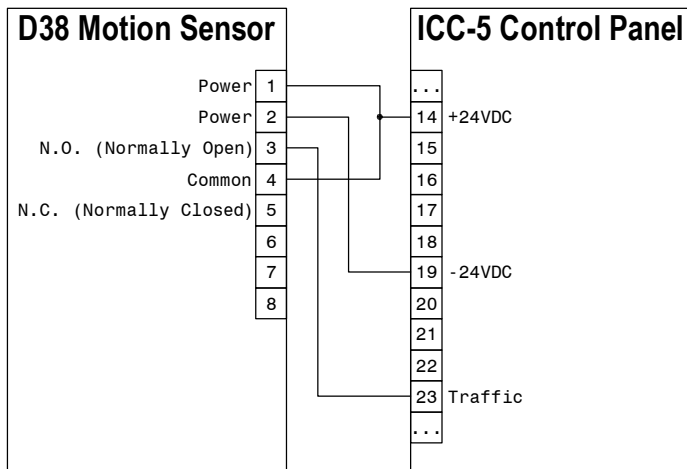 D38 Motion Sensor
Power 1
Power 2
N.O. (Normally Open) 3
Common 4
N.C. (Normally Closed) 5
6
7
8
ICC-5 Control Panel
...
14 +24VDC
15
16
17
18
19 -24VDC
20
21
22
23 Traffic
...